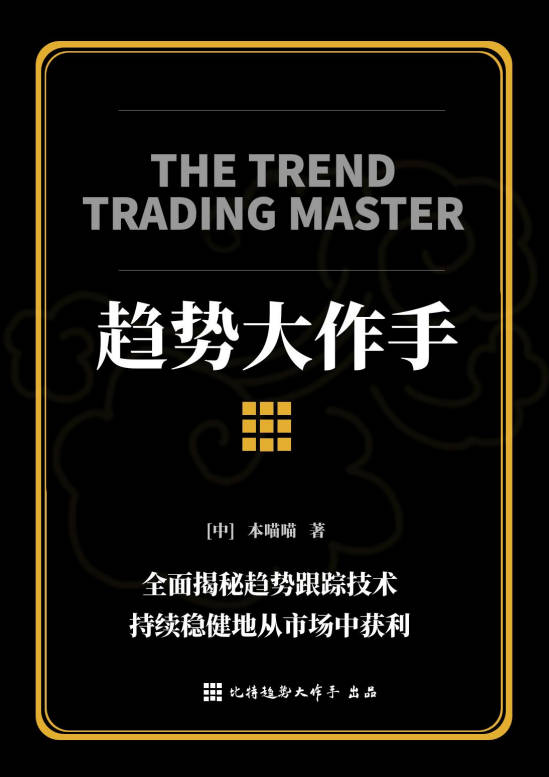 THE TREND
TRADING MASTER
趋势大作手
[中] 本喵喵 著
全面揭秘趋势跟踪技术
持续稳健地从市场中获利
比特趋势大作手 出品